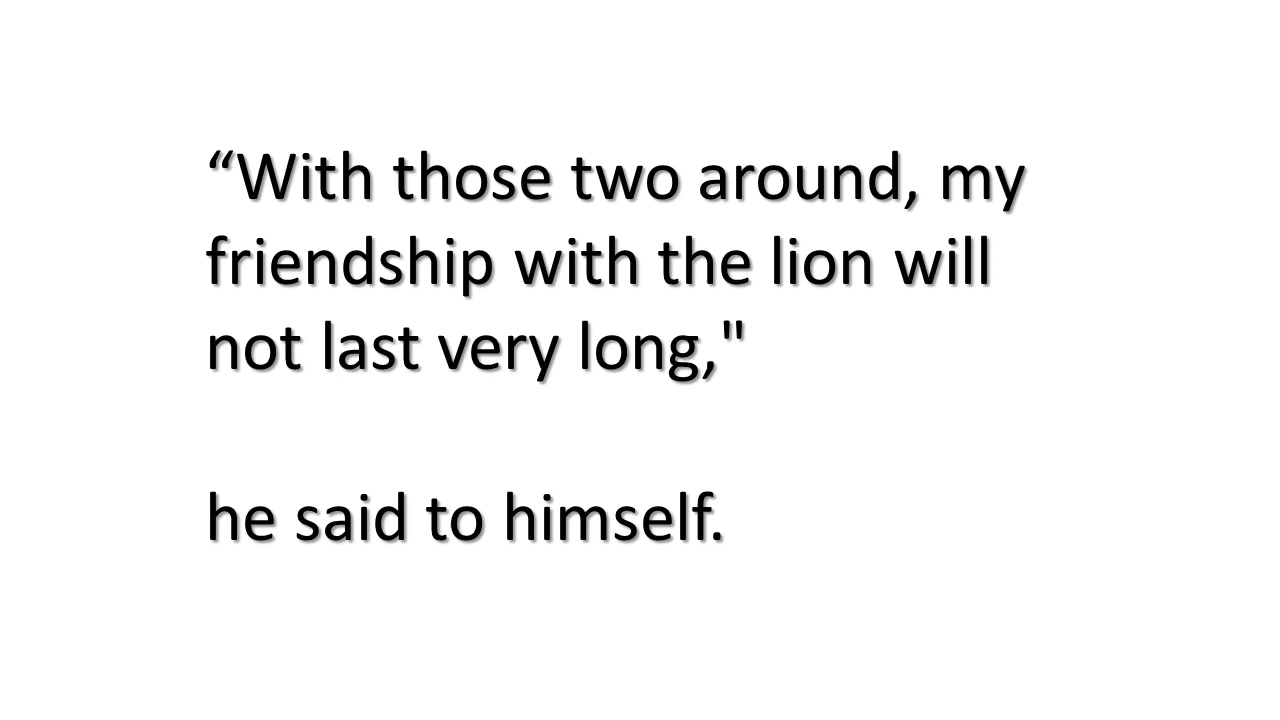 “With those two around, my
friendship with the lion will
not last very long,"
he said to himself.